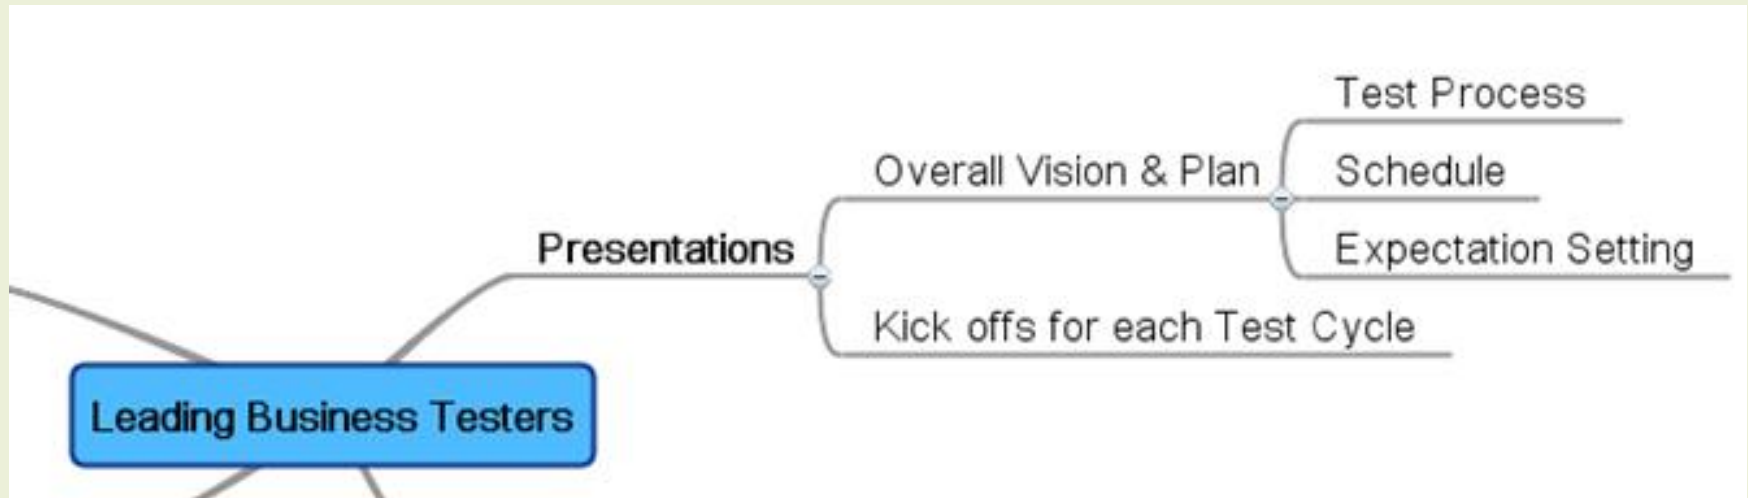 Test Process
Overall Vision & Plan
Schedule
Presentations
Expectation Setting
Kick offs for each Test Cycle
Leading Business Testers